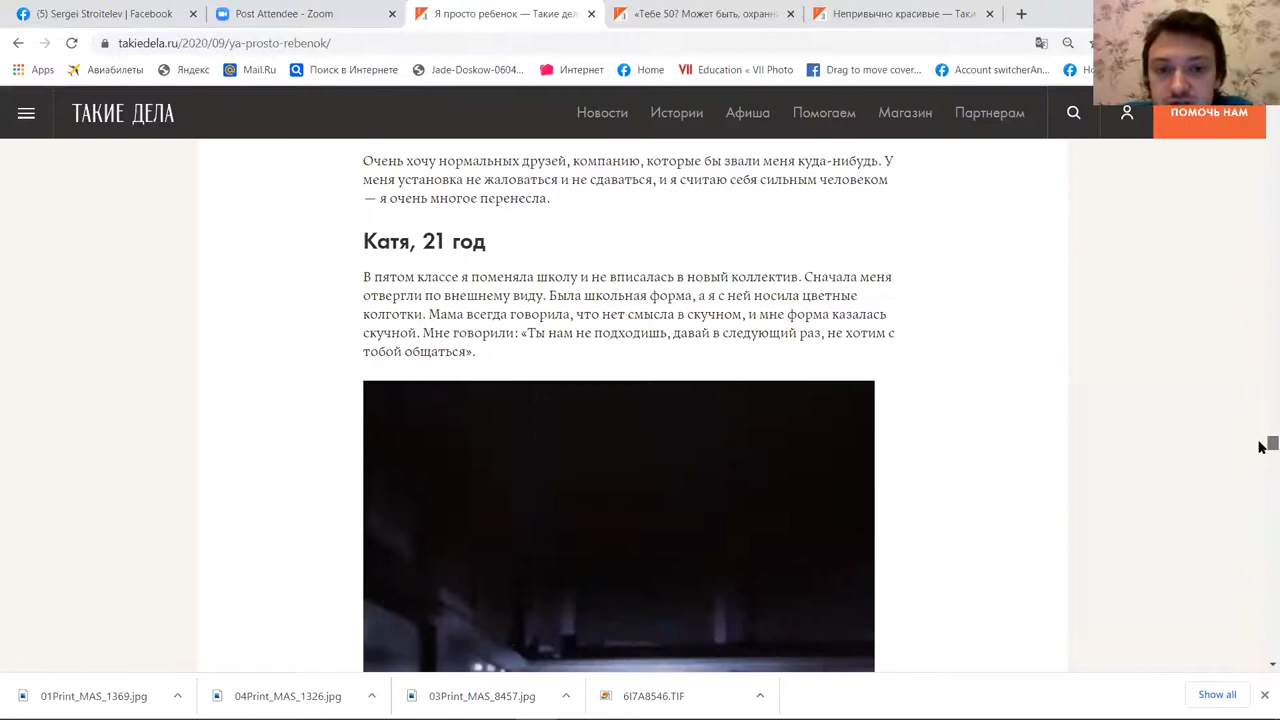 (5) Sergei Stroitelev | Facebook
Post Attendee - Zoom
Я просто ребенок — Такие де
«Тебе 50? Может быть, охранн
Непривычно красивые — Таки
takiedela.ru/2020/09/ya-prosto-rebenok/
Apps
Авиабилеты
Яндекс
Mail.Ru
Поиск в Интернете
Jade-Doskow-0604...
Интернет
Home
VII Education « VII Photo
Drag to move cover...
Account switcherAn...
ТАКИЕ ДЕЛА
Новости
Истории
Афиша
Помогаем
Магазин
Партнерам
ПОМОЧЬ НАМ
Очень хочу нормальных друзей, компанию, которые бы звали меня куда-нибудь. У
меня установка не жаловаться и не сдаваться, и я считаю себя сильным человеком
— я очень многое перенесла.
Катя, 21 год
В пятом классе я поменяла школу и не вписалась в новый коллектив. Сначала меня
отвергли по внешнему виду. Была школьная форма, а я с ней носила цветные
колготки. Мама всегда говорила, что нет смысла в скучном, и мне форма казалась
скучной. Мне говорили: «Ты нам не подходишь, давай в следующий раз, не хотим с
тобой общаться».
01Print_MAS_1369.jpg
04Print_MAS_1326.jpg
03Print_MAS_8457.jpg
6I7A8546.TIF
Show all